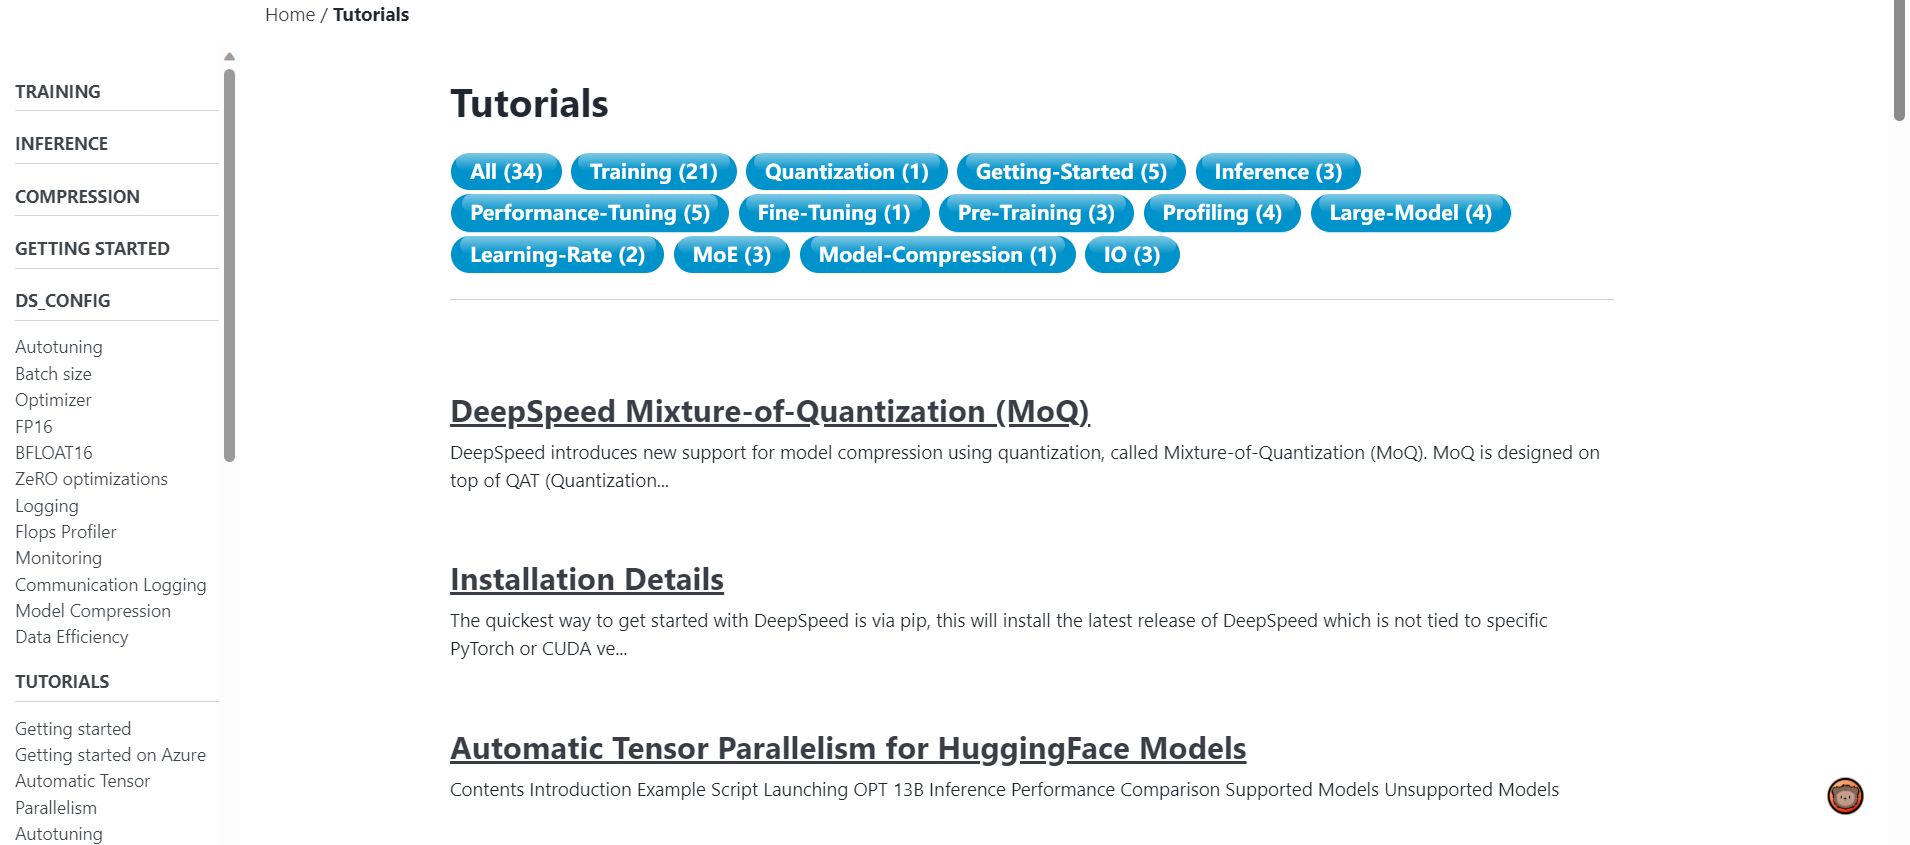 Home / Tutorials
TRAINING
INFERENCE
COMPRESSION
GETTING STARTED
DS_CONFIG
Autotuning
Batch size
Optimizer
FP16
BFLOAT16
ZeRO optimizations
Logging
Flops Profiler
Monitoring
Communication Logging
Model Compression
Data Efficiency
TUTORIALS
Getting started
Getting started on Azure
Automatic Tensor
Parallelism
Autotuning
Tutorials
All (34) Training (21) Quantization (1) Getting-Started (5) Inference (3)
Performance-Tuning (5) Fine-Tuning (1) Pre-Training (3) Profiling (4) Large-Model (4)
Learning-Rate (2) MoE (3) Model-Compression (1) IO (3)
DeepSpeed Mixture-of-Quantization (MoQ)
DeepSpeed introduces new support for model compression using quantization, called Mixture-of-Quantization (MoQ). MoQ is designed on
top of QAT (Quantization...
Installation Details
The quickest way to get started with DeepSpeed is via pip, this will install the latest release of DeepSpeed which is not tied to specific
PyTorch or CUDA ve...
Automatic Tensor Parallelism for HuggingFace Models
Contents Introduction Example Script Launching OPT 13B Inference Performance Comparison Supported Models Unsupported Models